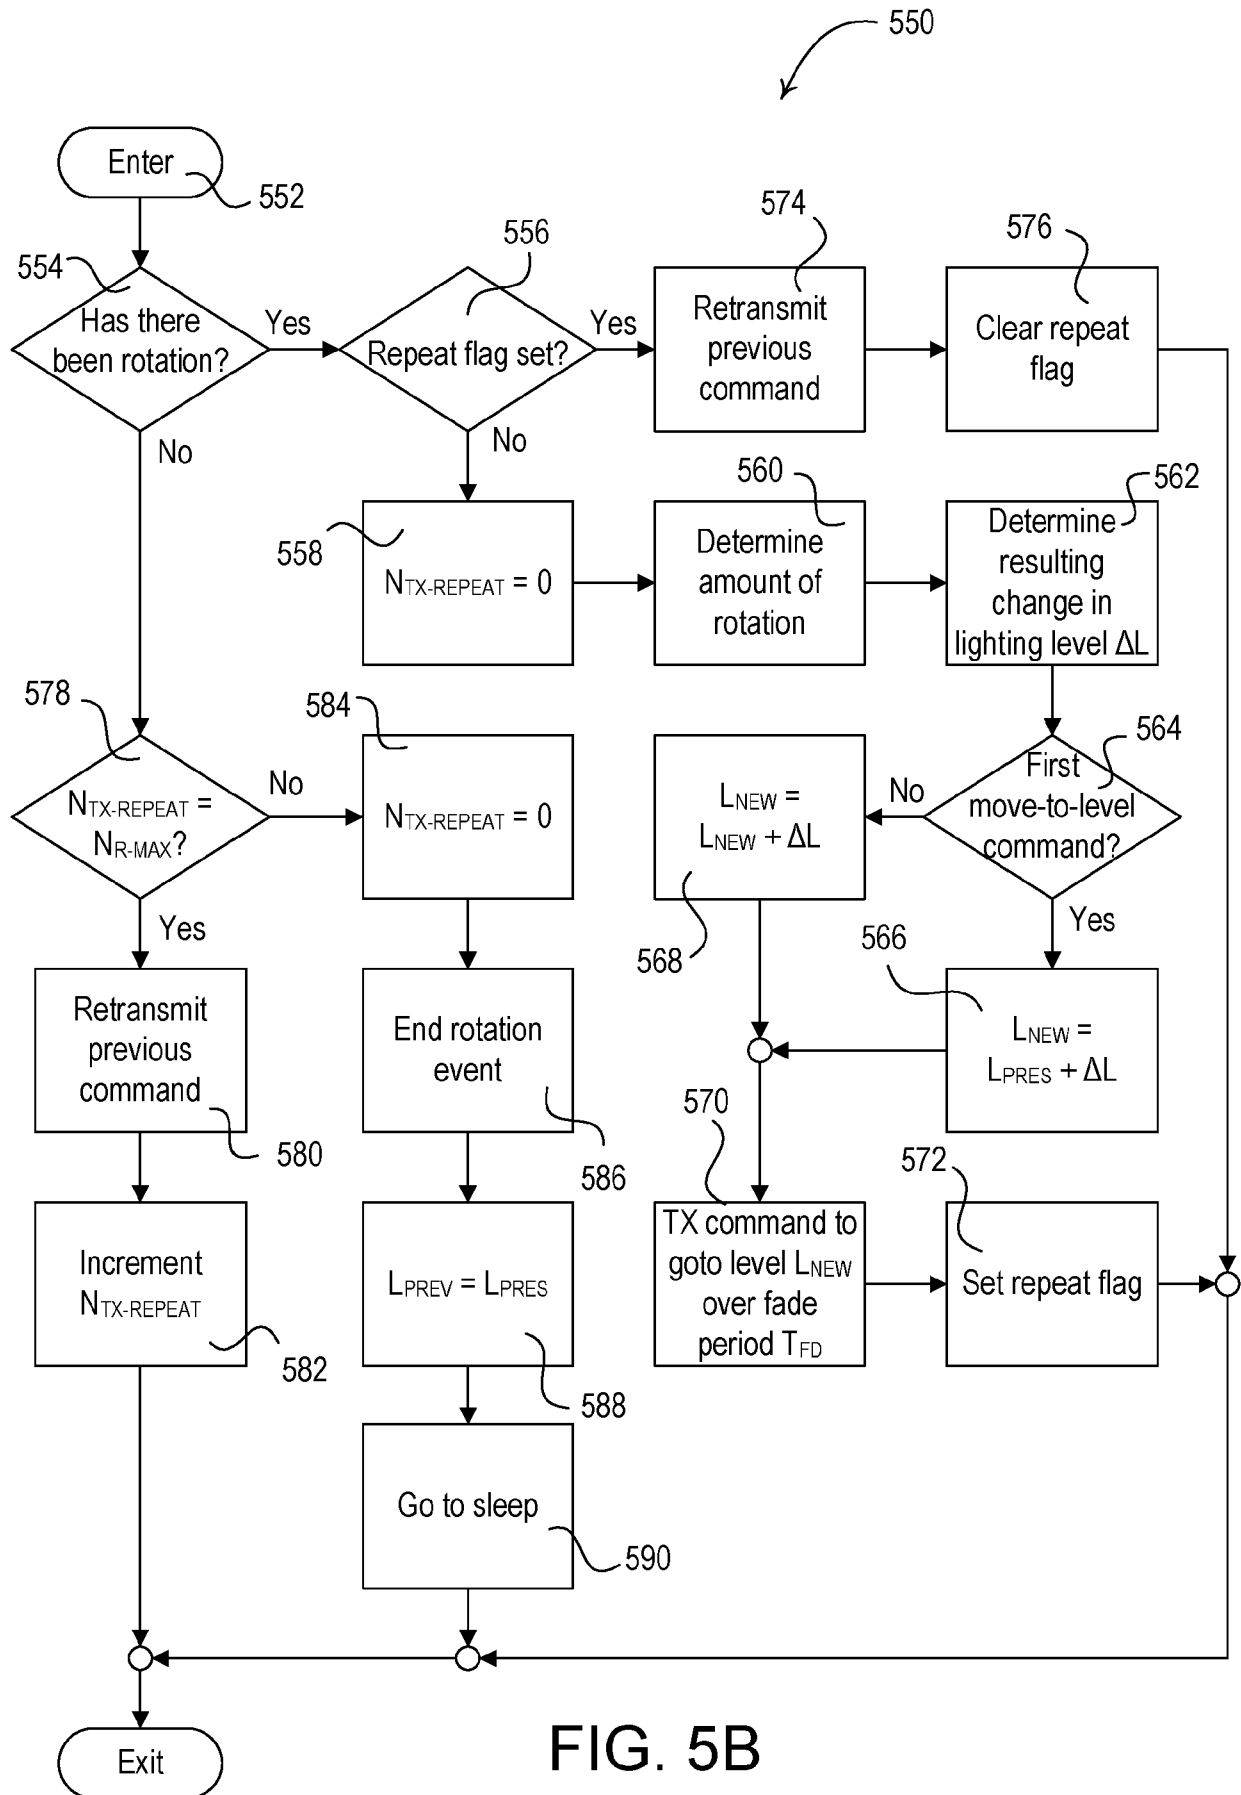 550
Enter
552
554
Has there
been rotation?
Yes
No
556
Repeat flag set?
Yes
No
574
Retransmit
previous
command
576
Clear repeat
flag
558
NTX-REPEAT = 0
560
Determine
amount of
rotation
562
Determine
resulting
change in
lighting level ΔL
578
NTX-REPEAT =
NR-MAX?
No
Yes
584
NTX-REPEAT = 0
564
First
move-to-level
command?
No
Yes
LNEW =
LNEW + ΔL
568
566
LNEW =
LPRES + ΔL
Retransmit
previous
command
580
End rotation
event
586
570
TX command to
goto level LNEW
over fade
period TFD
572
Set repeat flag
Increment
NTX-REPEAT
582
LPREV = LPRES
588
Go to sleep
590
Exit
FIG. 5B